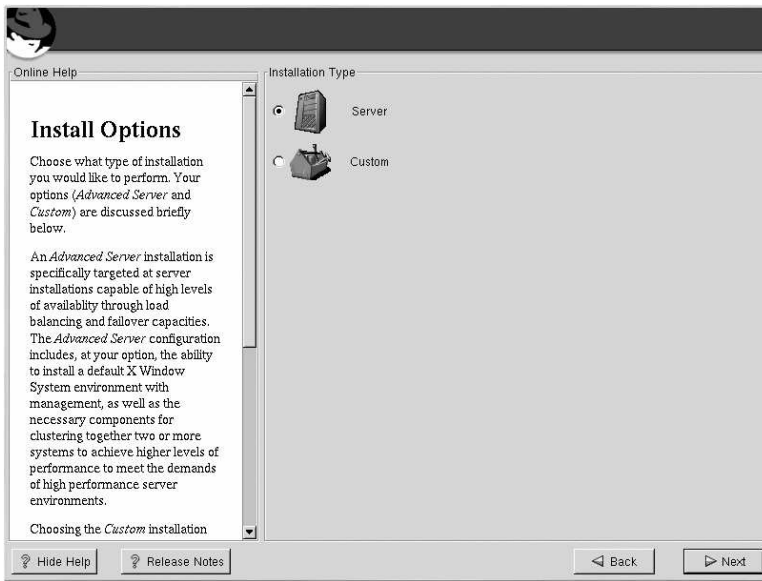 Online Help
Install Options
Choose what type of installation
you would like to perform. Your
options (Advanced Server and
Custom) are discussed briefly
below.
An Advanced Server installation is
specifically targeted at server
installations capable of high levels
of availablity through load
balancing and failover capacities.
The Advanced Server configuration
includes, at your option, the ability
to install a default X Window
System environment with
management, as well as the
necessary components for
clustering together two or more
systems to achieve higher levels of
performance to meet the demands
of high performance server
environments.
Choosing the Custom installation
Installation Type
Server
Custom
Hide Help
Release Notes
Back
Next